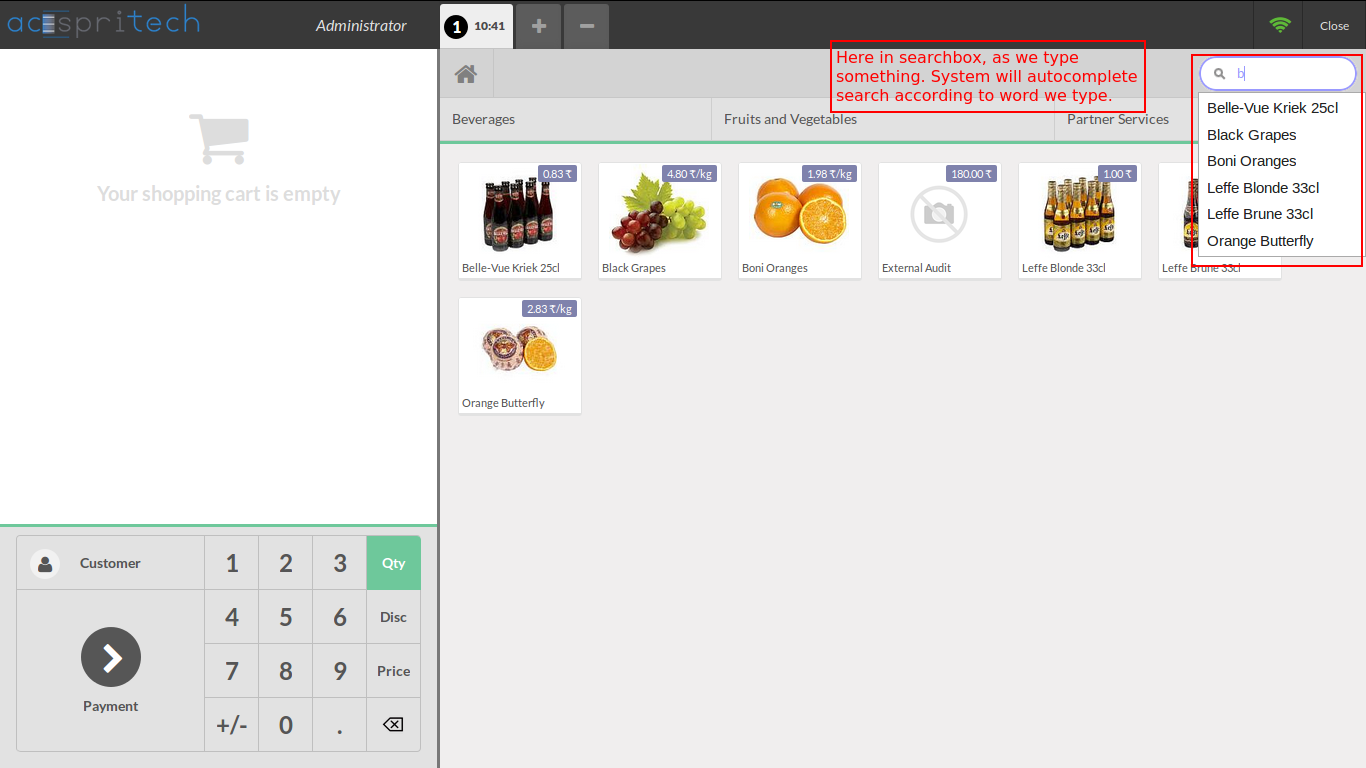 acespritech
Administrator
1 10:41
Close
Here in searchbox, as we type
something. System will autocomplete
search according to word we type.
b
Beverages
Fruits and Vegetables
Partner Services
Belle-Vue Kriek 25cl
Black Grapes
Boni Oranges
Leffe Blonde 33cl
Leffe Brune 33cl
Orange Butterfly
Your shopping cart is empty
0.83 ₹
Belle-Vue Kriek 25cl
4.80 ₹/kg
Black Grapes
1.98 ₹/kg
Boni Oranges
180.00 ₹
External Audit
1.00 ₹
Leffe Blonde 33cl
Leffe Brune 33cl
2.83 ₹/kg
Orange Butterfly
Customer
1 2 3 Qty
4 5 6 Disc
7 8 9 Price
Payment
+/- 0 .